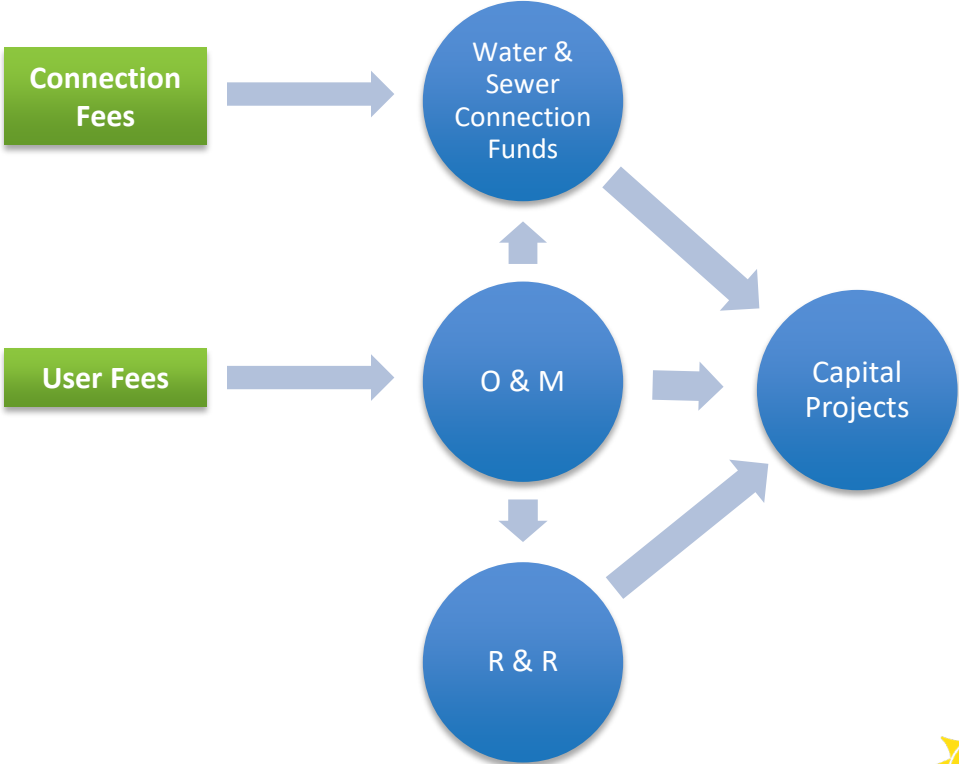 Connection
Fees
Water &
Sewer
Connection
Funds
User Fees
O & M
Capital
Projects
R & R